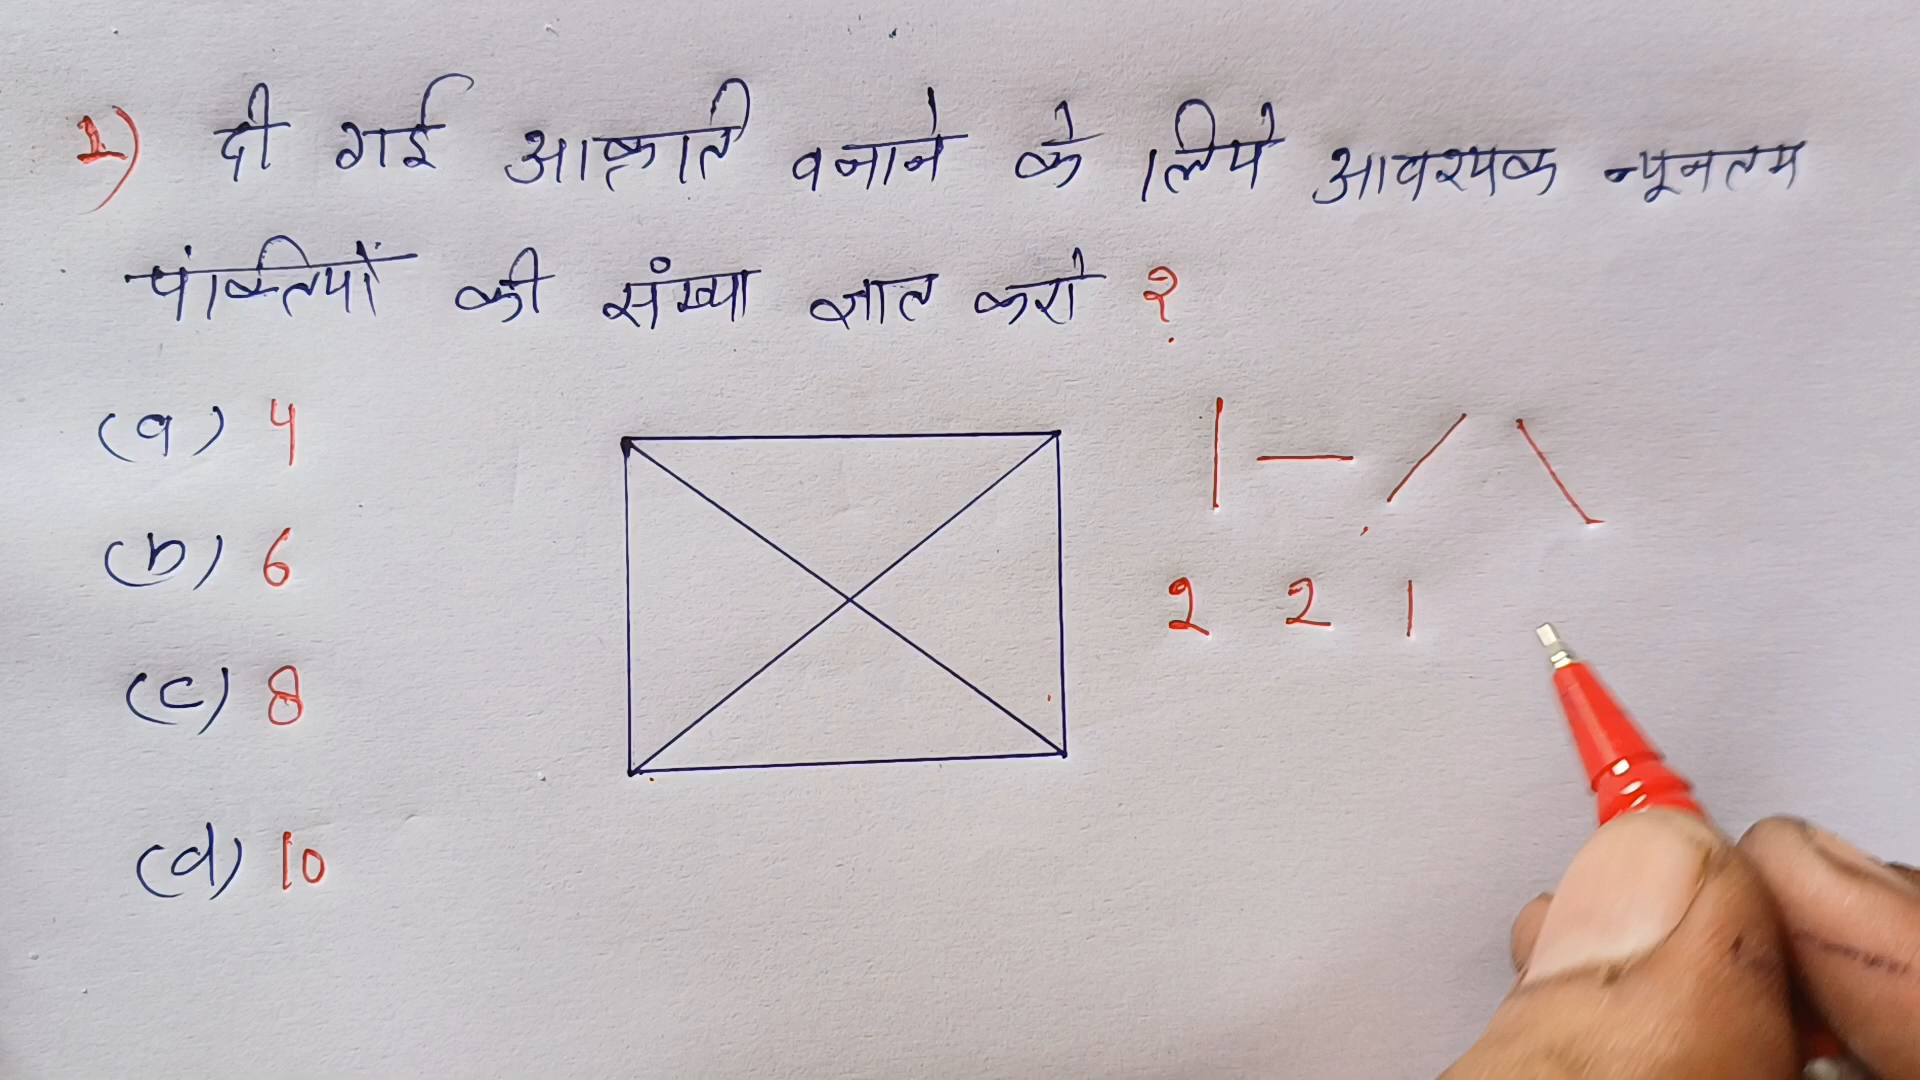 1) दी गई आकृति बनाने के लिये आवश्यक न्यूनतम
पंक्तियों की संख्या ज्ञात करो ?
(a) 4
(b) 6
(c) 8
(d) 10
2 2 1